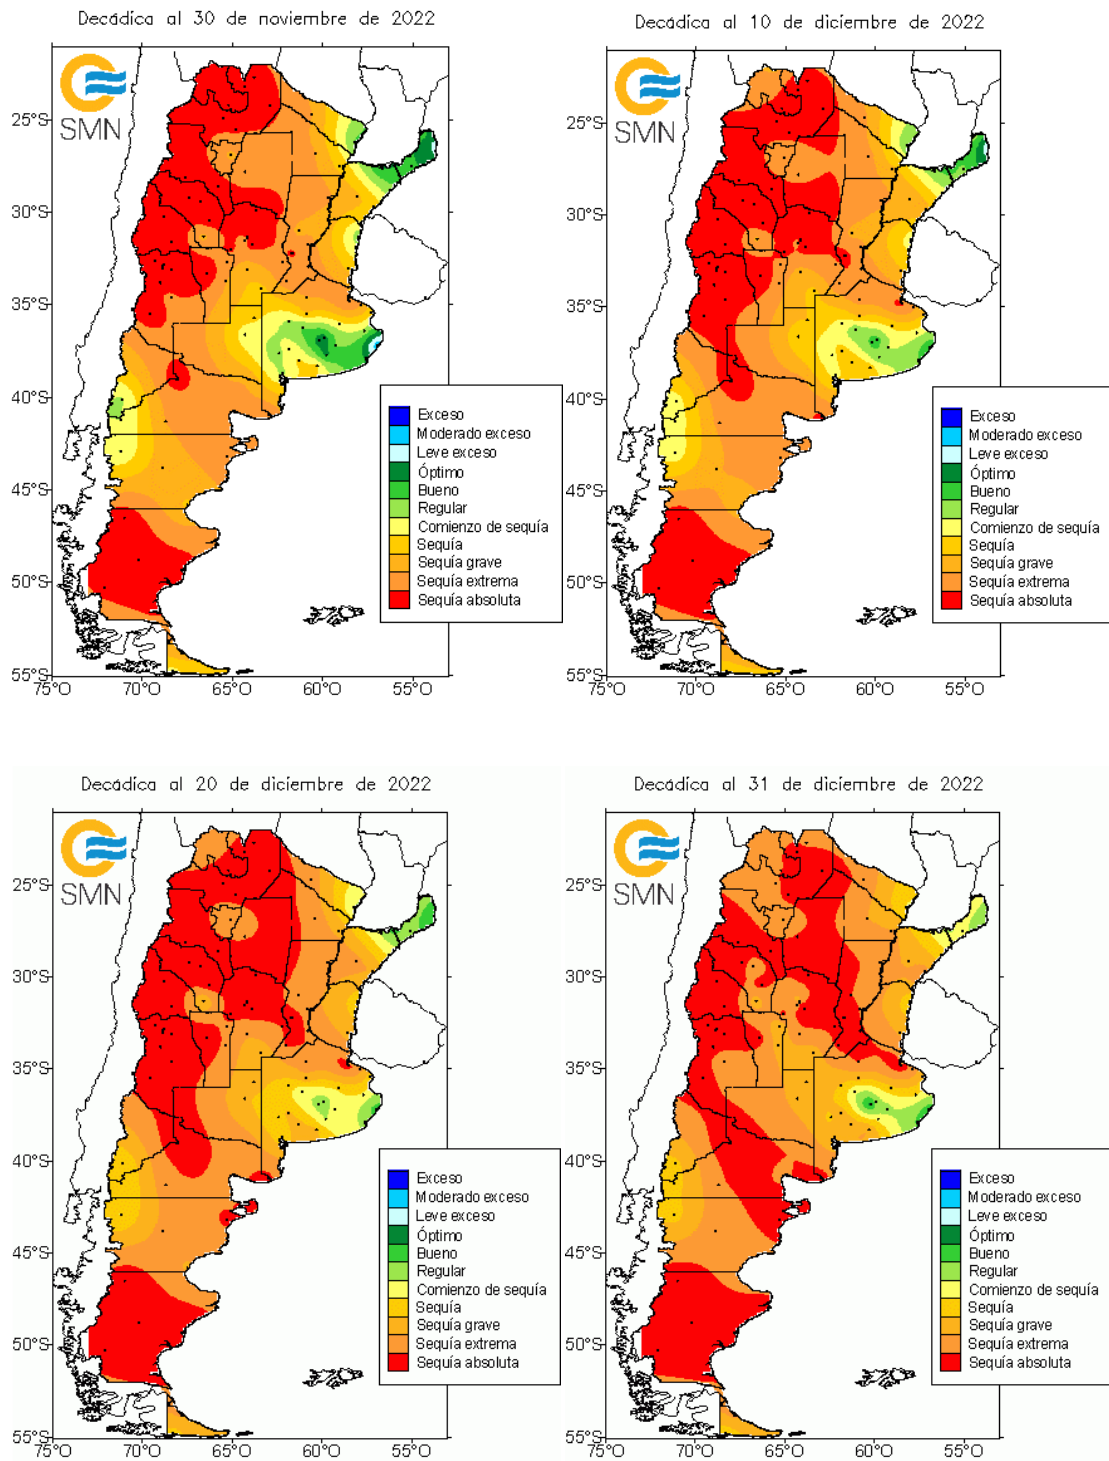 Decádica al 30 de noviembre de 2022
SMN
25°S
30°S
35°S
40°S
45°S
50°S
55°S
75°O 70°O 65°O 60°O 55°O
Exceso
Moderado exceso
Leve exceso
Óptimo
Bueno
Regular
Comienzo de sequía
Sequía
Sequía grave
Sequía extrema
Sequía absoluta
Decádica al 10 de diciembre de 2022
SMN
25°S
30°S
35°S
40°S
45°S
50°S
55°S
75°O 70°O 65°O 60°O 55°O
Exceso
Moderado exceso
Leve exceso
Óptimo
Bueno
Regular
Comienzo de sequía
Sequía
Sequía grave
Sequía extrema
Sequía absoluta
Decádica al 20 de diciembre de 2022
SMN
25°S
30°S
35°S
40°S
45°S
50°S
55°S
75°O 70°O 65°O 60°O 55°O
Exceso
Moderado exceso
Leve exceso
Óptimo
Bueno
Regular
Comienzo de sequía
Sequía
Sequía grave
Sequía extrema
Sequía absoluta
Decádica al 31 de diciembre de 2022
SMN
25°S
30°S
35°S
40°S
45°S
50°S
55°S
75°O 70°O 65°O 60°O 55°O
Exceso
Moderado exceso
Leve exceso
Óptimo
Bueno
Regular
Comienzo de sequía
Sequía
Sequía grave
Sequía extrema
Sequía absoluta